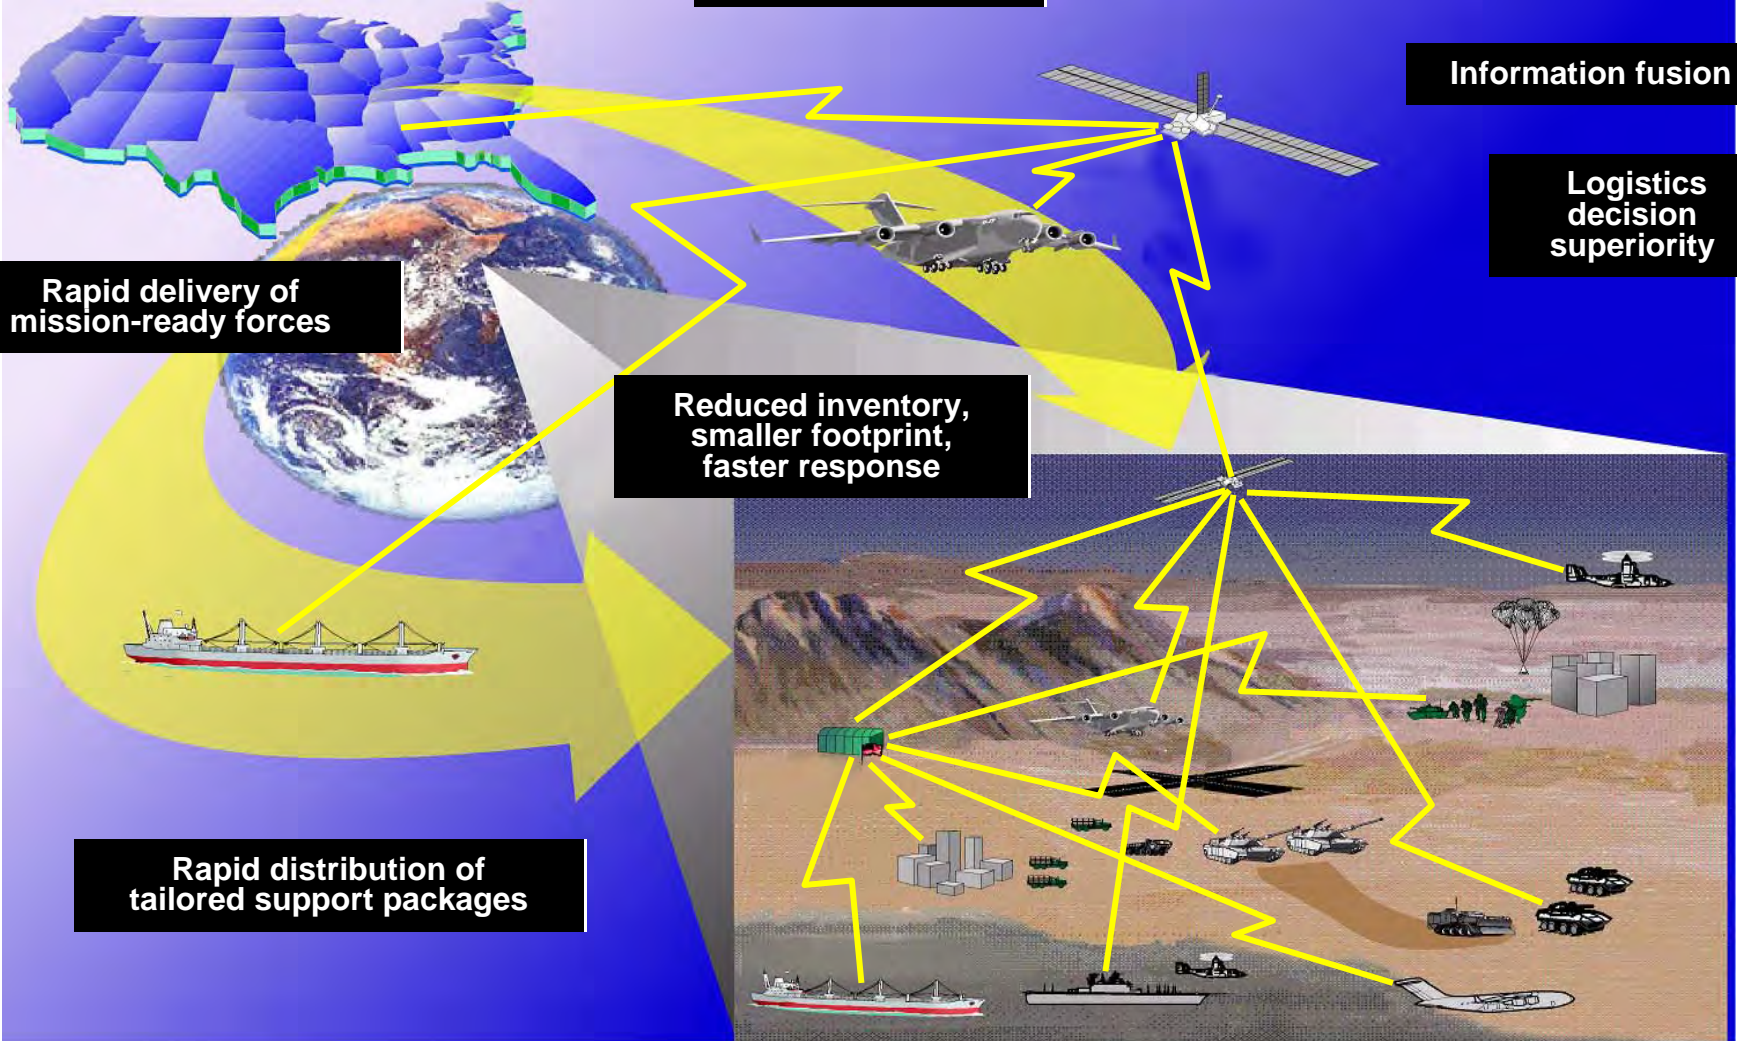 Information fusion
Logistics
decision
superiority
Rapid delivery of
mission-ready forces
Reduced inventory,
smaller footprint,
faster response
Rapid distribution of
tailored support packages